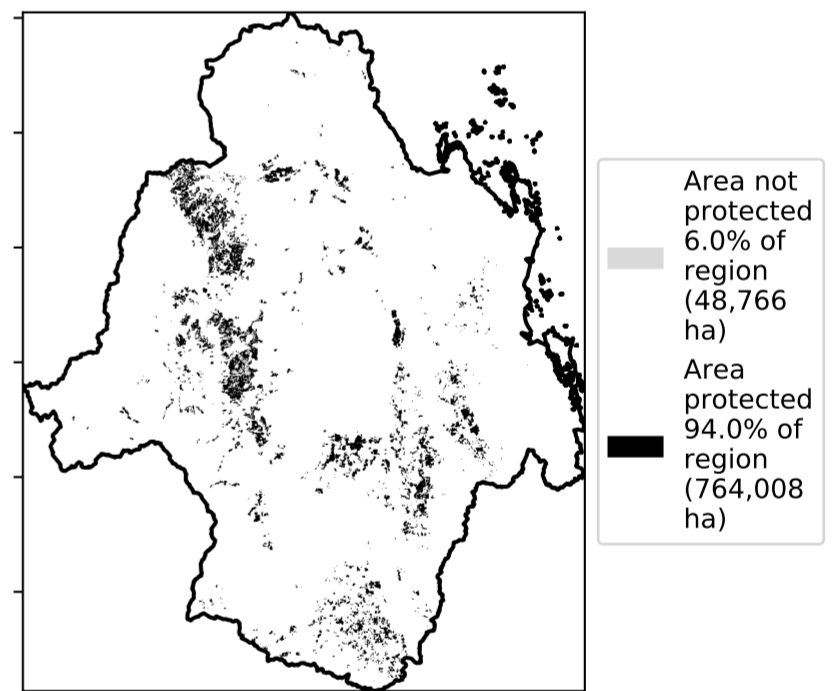 Area not
protected
6.0% of
region
(48,766
ha)
Area
protected
94.0% of
region
(764,008
ha)